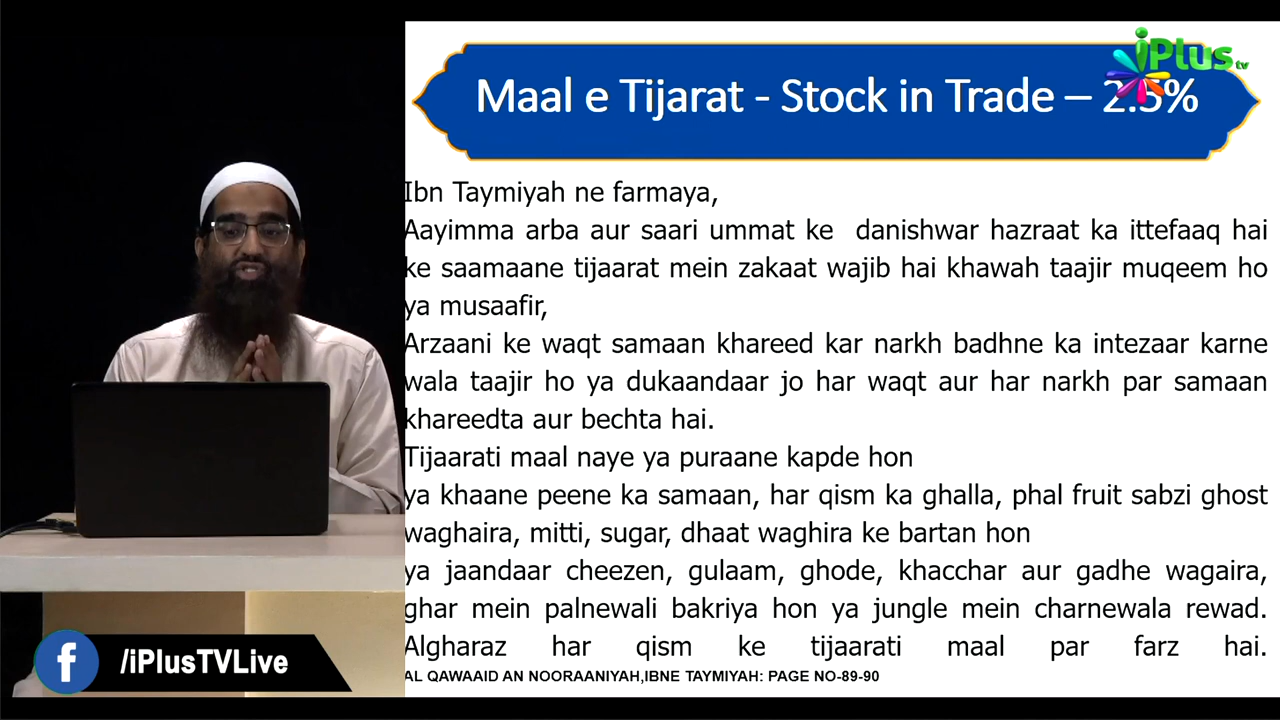 iPlus tv
Maal e Tijarat - Stock in Trade – 2.5%
Ibn Taymiyah ne farmaya,
Aayimma arba aur saari ummat ke danishwar hazraat ka ittefaaq hai
ke saamaane tijaarat mein zakaat wajib hai khawah taajir muqeem ho
ya musaafir,
Arzaani ke waqt samaan khareed kar narkh badhne ka intezaar karne
wala taajir ho ya dukaandaar jo har waqt aur har narkh par samaan
khareedta aur bechta hai.
Tijaarati maal naye ya puraane kapde hon
ya khaane peene ka samaan, har qism ka ghalla, phal fruit sabzi ghost
waghaira, mitti, sugar, dhaat waghira ke bartan hon
ya jaandaar cheezen, gulaam, ghode, khacchar aur gadhe wagaira,
ghar mein palnewali bakriya hon ya jungle mein charnewala rewad.
Algharaz har qism ke tijaarati maal par farz hai.
AL QAWAAID AN NOORAANIYAH,IBNE TAYMIYAH: PAGE NO-89-90
f /iPlusTVLive